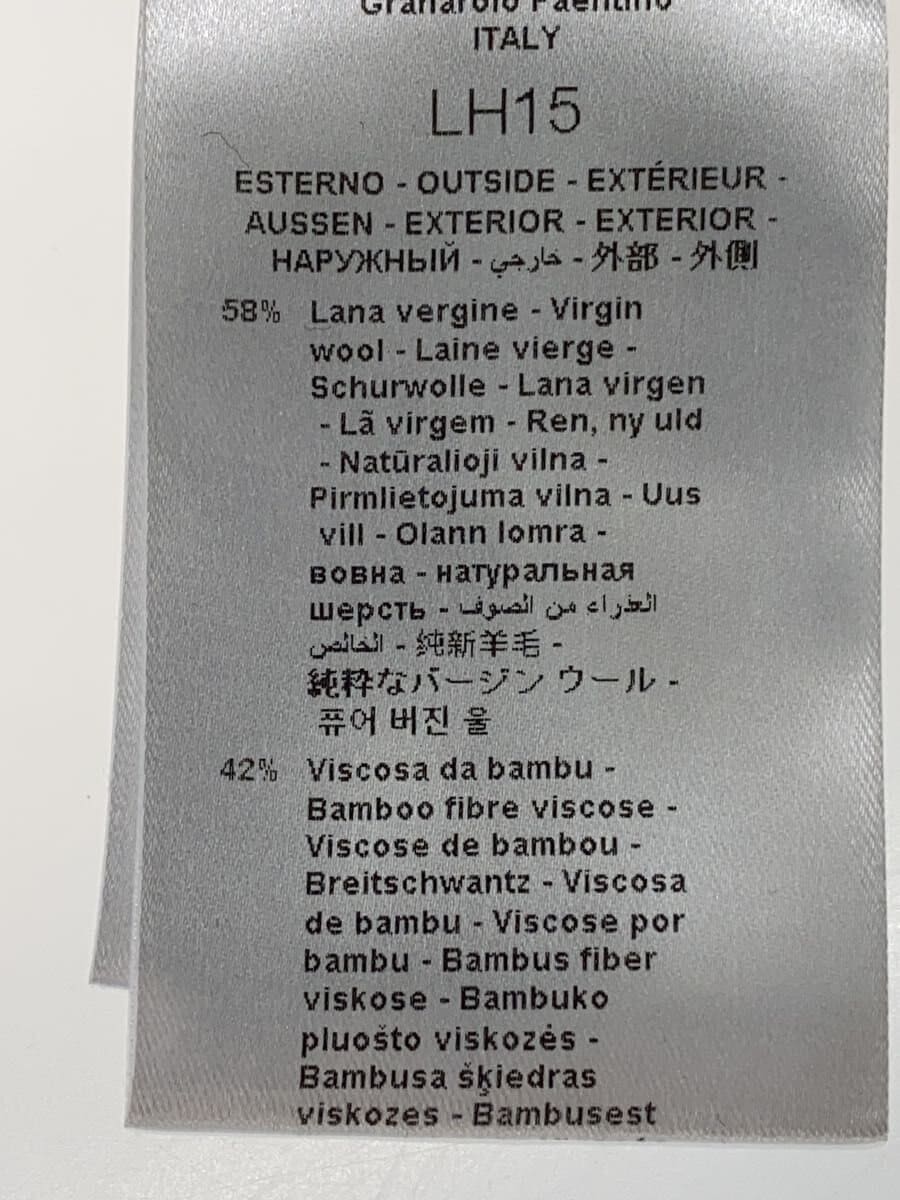 Granarolo Faentino
ITALY
LH15
ESTERNO - OUTSIDE - EXTÉRIEUR -
AUSSEN - EXTERIOR - EXTERIOR -
НАРУЖНЫЙ - خارجي - 外部 - 外側
58% Lana vergine - Virgin
wool - Laine vierge -
Schurwolle - Lana virgen
- Lã virgem - Ren, ny uld
- Natūralioji vilna -
Pirmlietojuma vilna - Uus
vill - Olann lomra -
вовна - натуральная
шерсть - العذراء من الصوف
الخالص - 纯新羊毛 -
純粋なバージン ウール -
퓨어 버진 울
42% Viscosa da bambu -
Bamboo fibre viscose -
Viscose de bambou -
Breitschwantz - Viscosa
de bambu - Viscose por
bambu - Bambus fiber
viskose - Bambuko
pluošto viskozės -
Bambusa šķiedras
viskozes - Bambusest